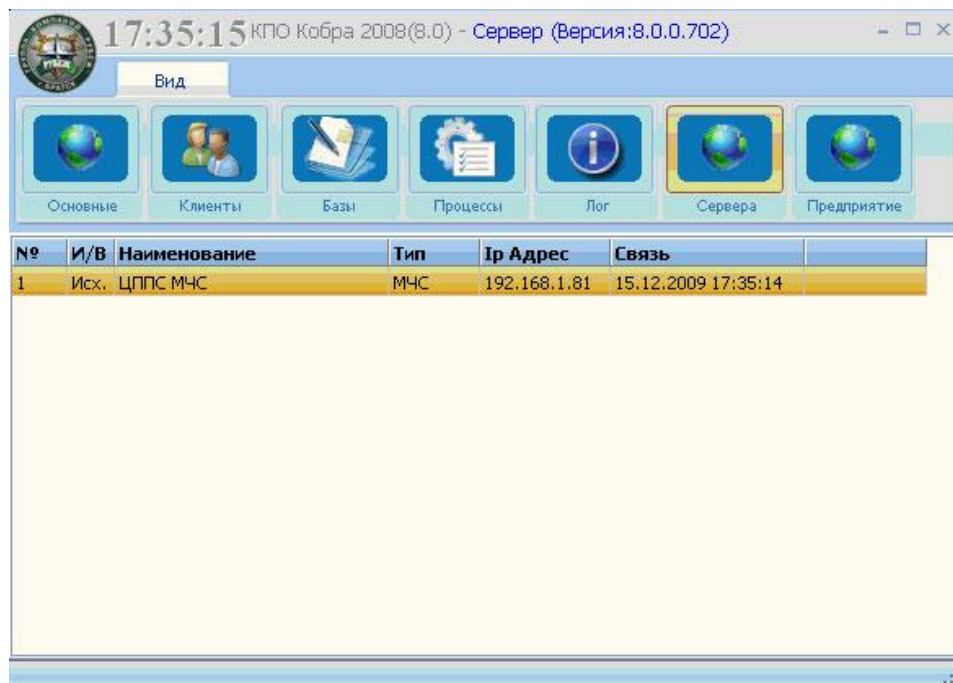 17:35:15 КПО Кобра 2008(8.0) - Сервер (Версия:8.0.0.702)
РУБЕЖ
Г. БРАТСК
Вид
Основные Клиенты Базы Процессы Лог Сервера Предприятие
№ И/В Наименование Тип Ip Адрес Связь
1 Исх. ЦППС МЧС МЧС 192.168.1.81 15.12.2009 17:35:14